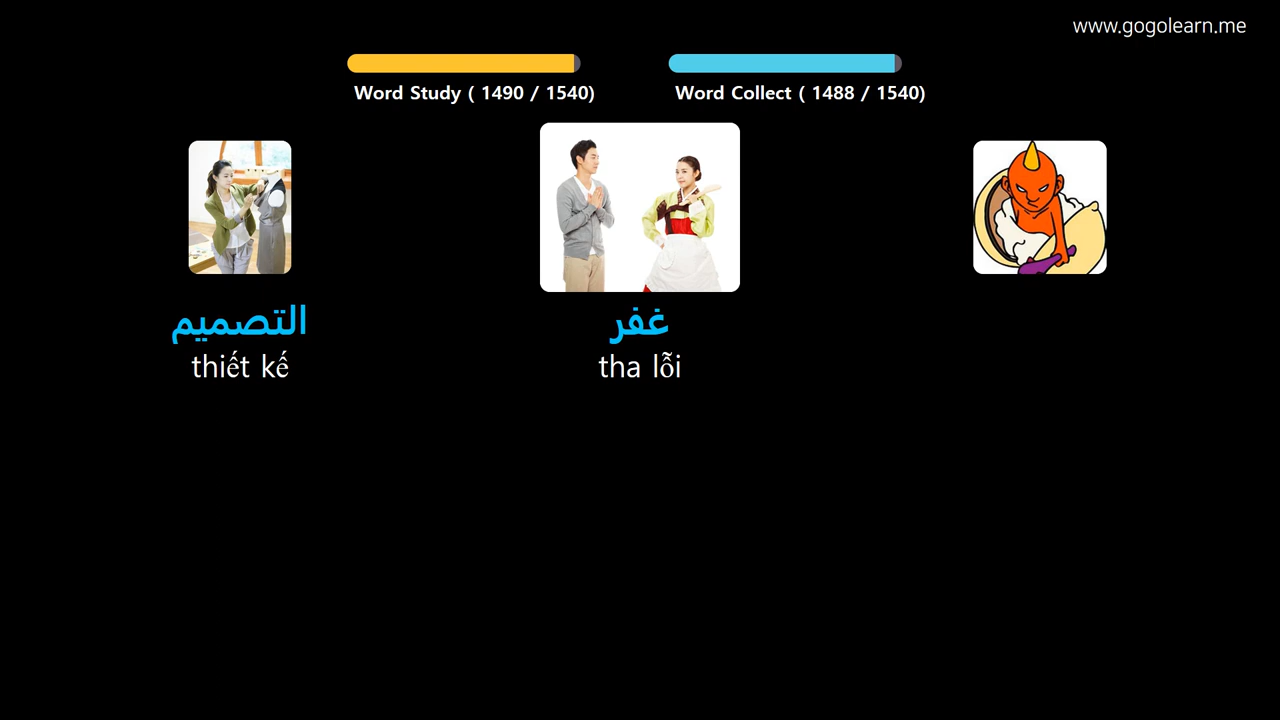 www.gogolearn.me
Word Study ( 1490 / 1540)
Word Collect ( 1488 / 1540)
التصميم
thiết kế
غفر
tha lỗi